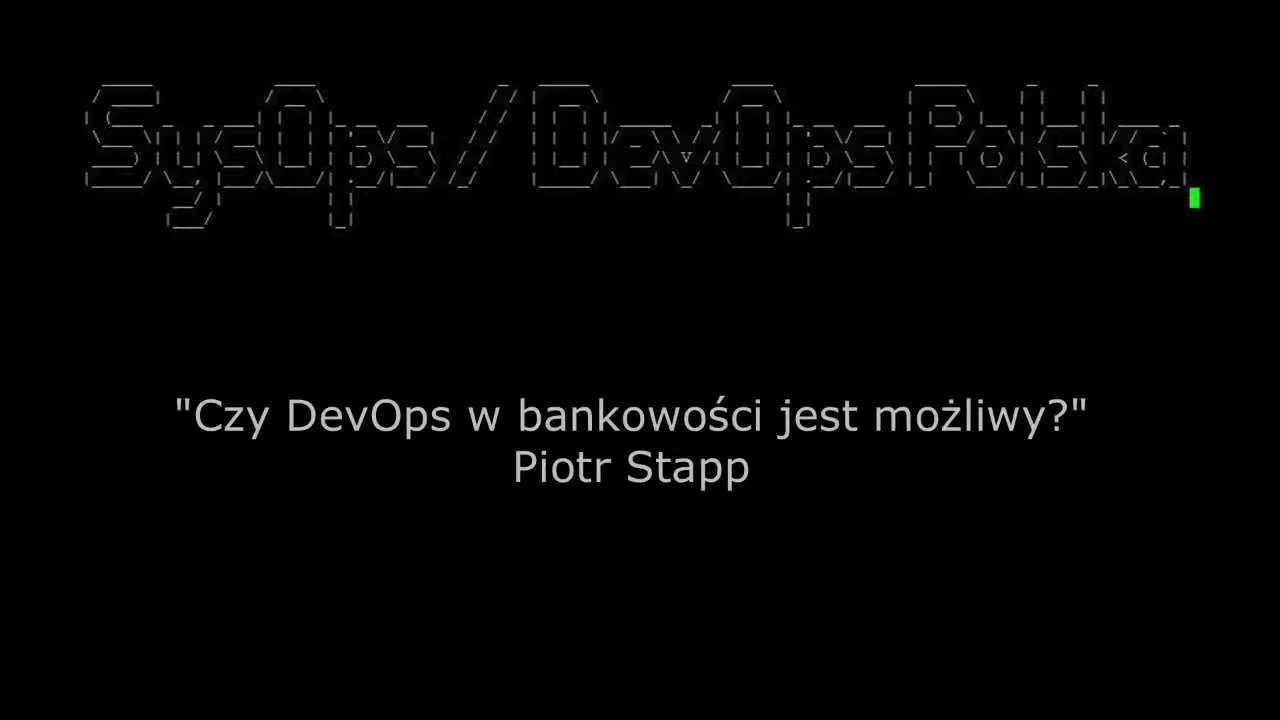 SysOps / DevOps Polska
"Czy DevOps w bankowości jest możliwy?"
Piotr Stapp